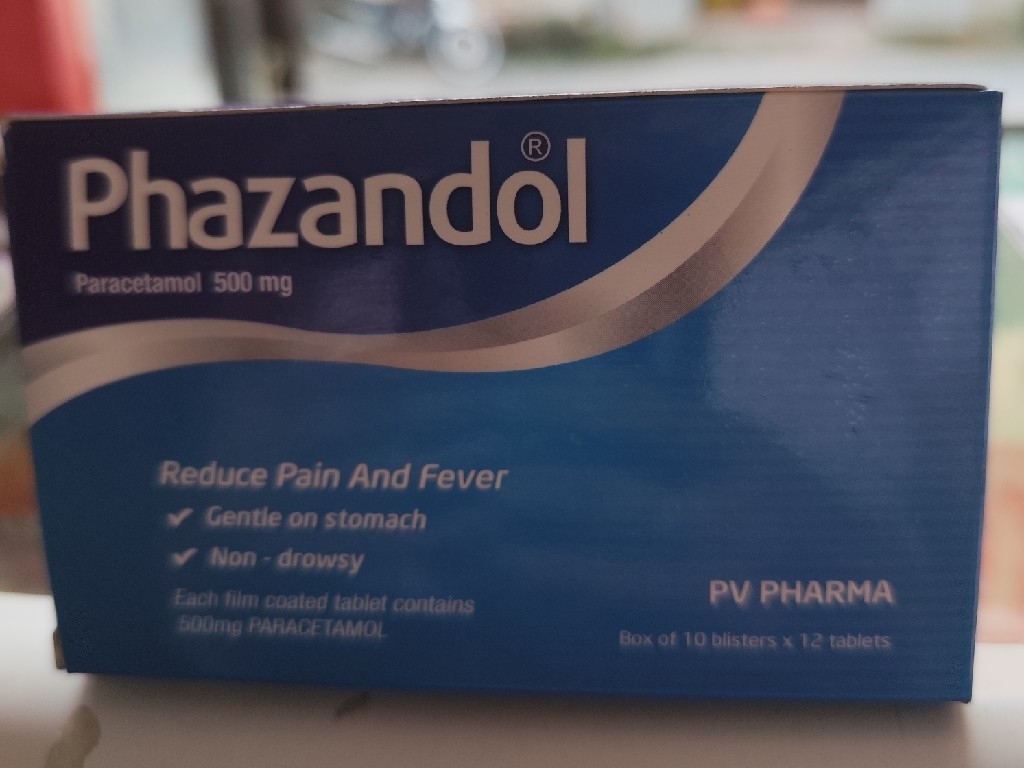 Phazandol®
Paracetamol 500 mg
Reduce Pain And Fever
✔ Gentle on stomach
✔ Non - drowsy
Each film coated tablet contains
500mg PARACETAMOL
PV PHARMA
Box of 10 blisters x 12 tablets